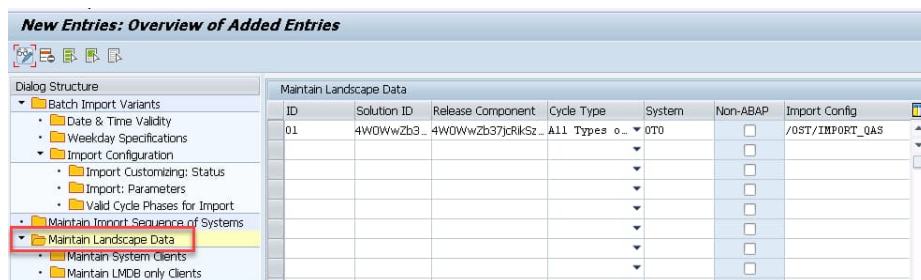 New Entries: Overview of Added Entries
Dialog Structure
Batch Import Variants
Date & Time Validity
Weekday Specifications
Import Configuration
Import Customizing: Status
Import: Parameters
Valid Cycle Phases for Import
Maintain Import Sequence of Systems
Maintain Landscape Data
Maintain System Clients
Maintain LMDB only Clients
Maintain Landscape Data
ID Solution ID Release Component Cycle Type System Non-ABAP Import Config
01 4W0WwZb3… 4W0WwZb37jcRikSz… All Types o… 0T0 /OST/IMPORT_QAS